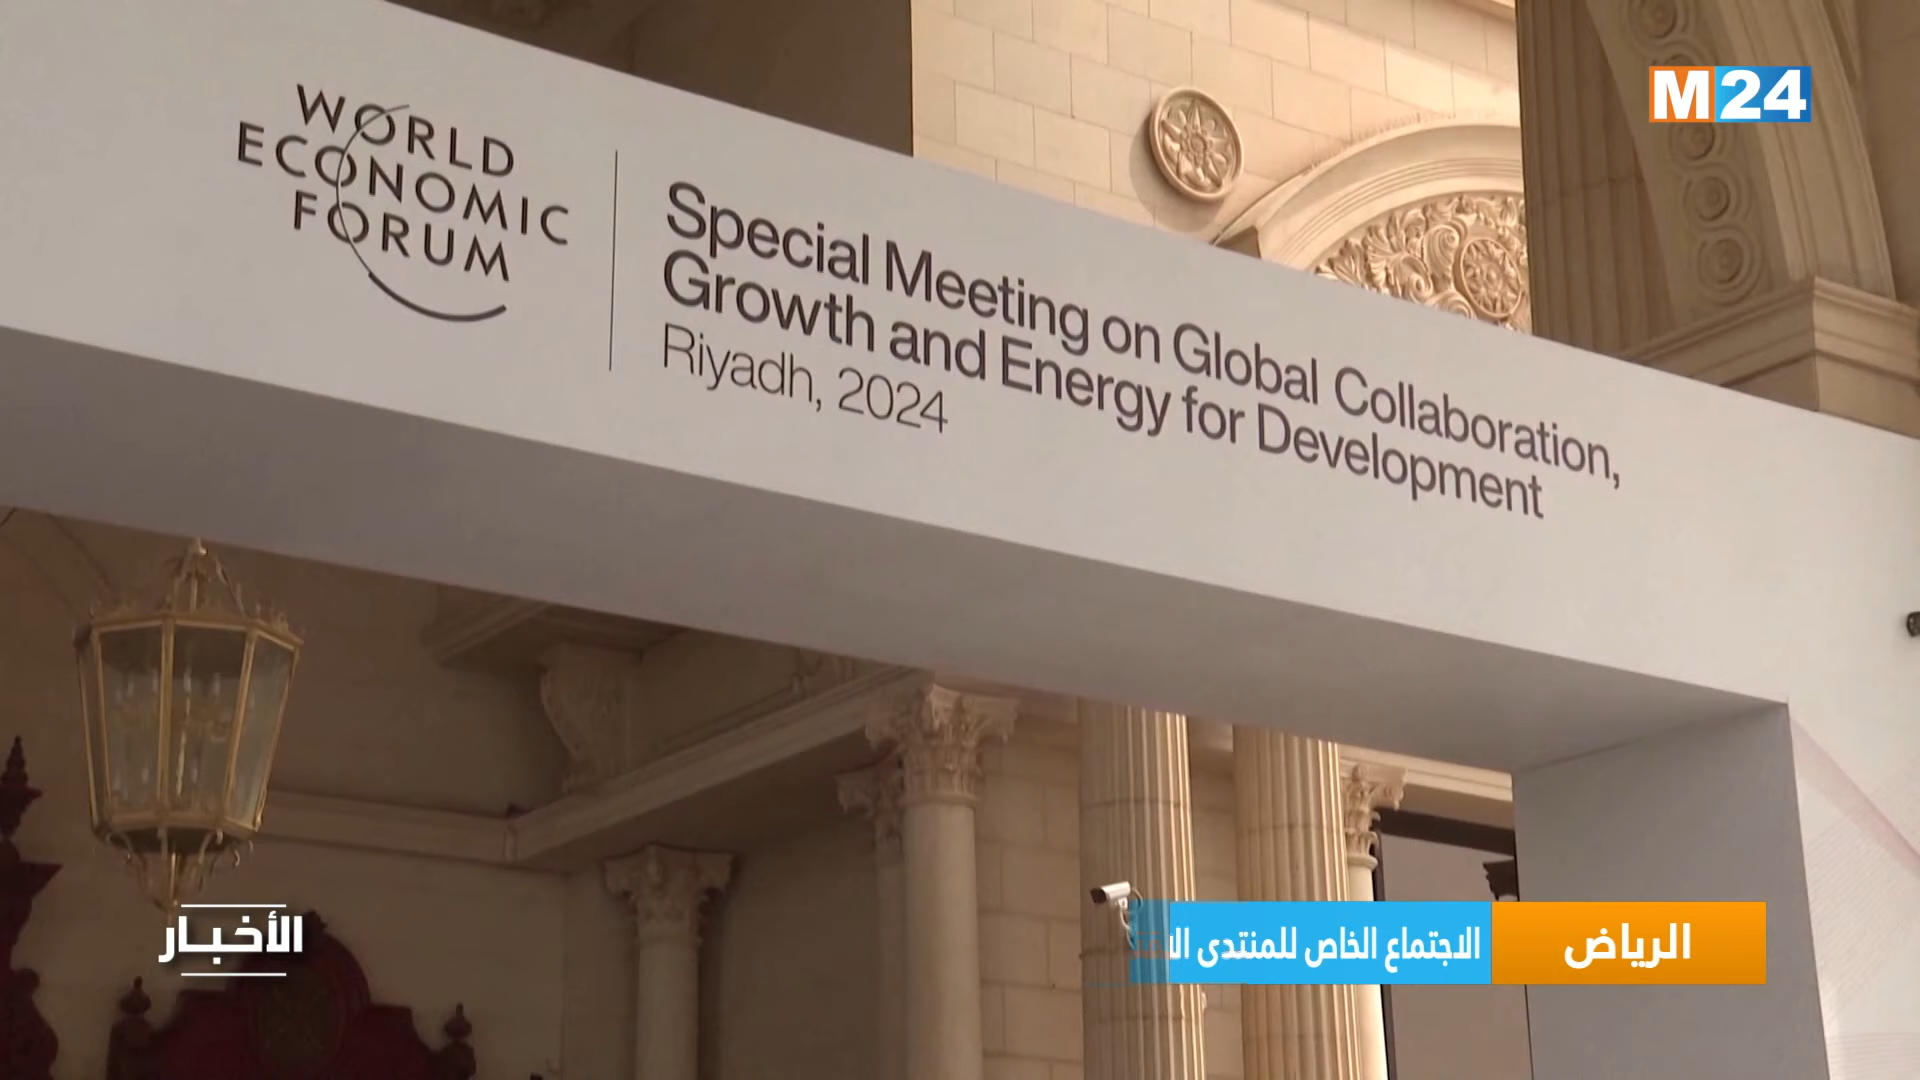 M24
WORLD
ECONOMIC
FORUM
Special Meeting on Global Collaboration,
Growth and Energy for Development
Riyadh, 2024
الرياض
الاجتماع الخاص للمنتدى
الأخبار